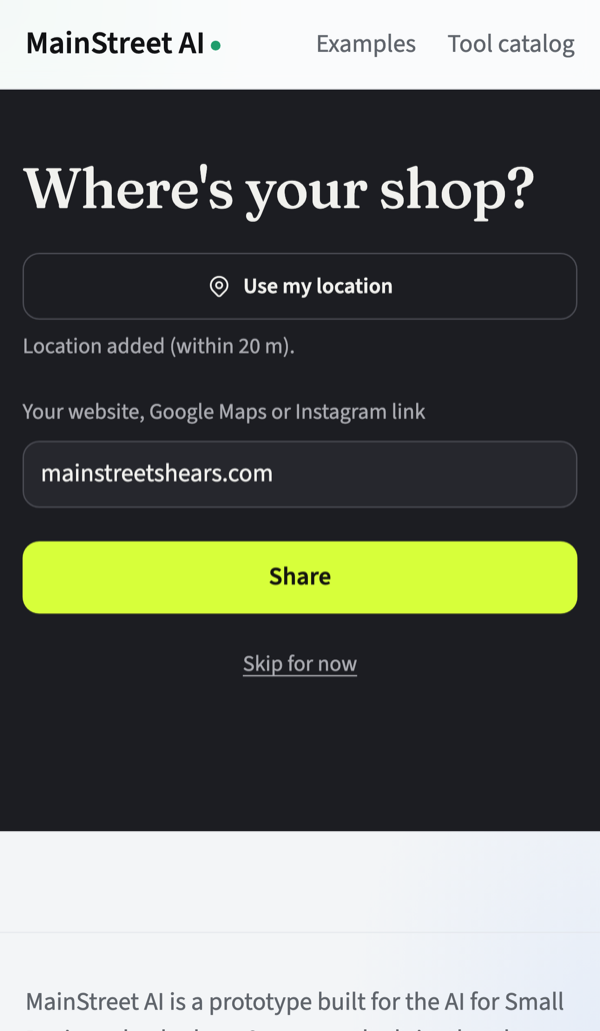 MainStreet AI
Examples
Tool catalog
Where's your shop?
Use my location
Location added (within 20 m).
Your website, Google Maps or Instagram link
mainstreetshears.com
Share
Skip for now
MainStreet AI is a prototype built for the AI for Small